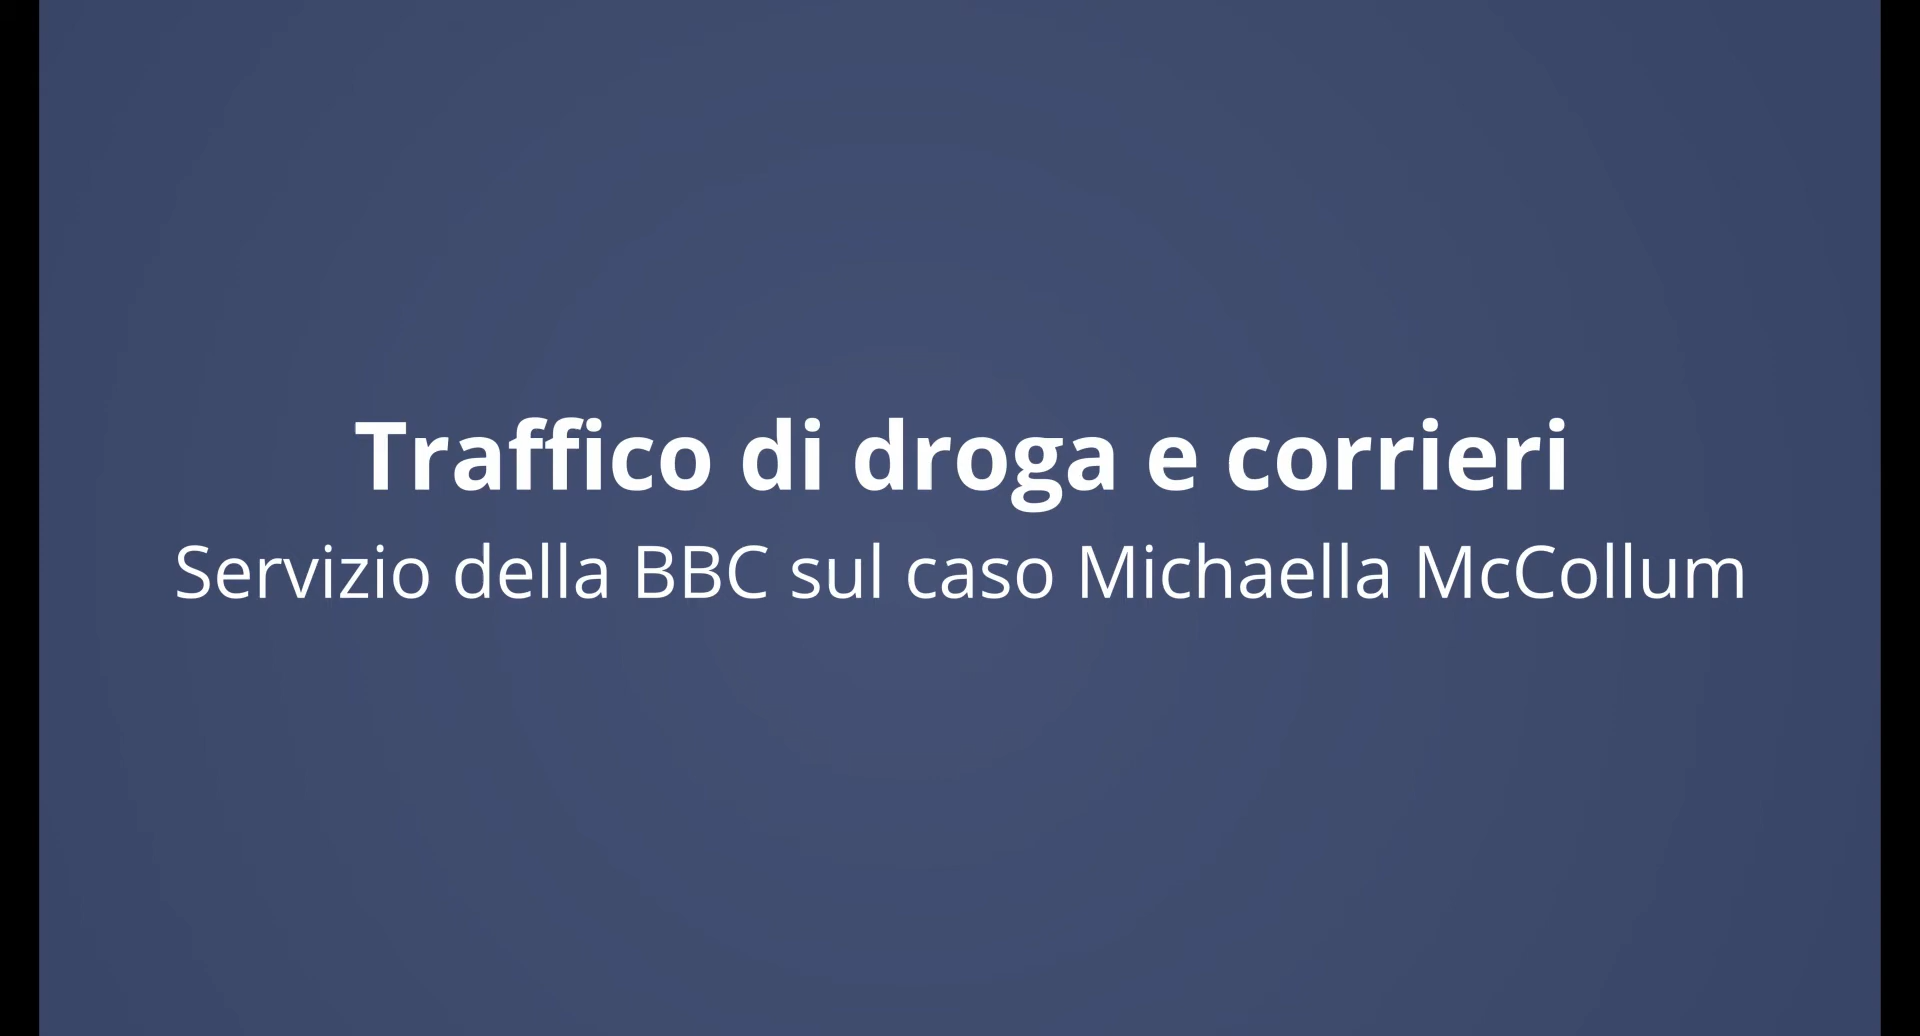 Traffico di droga e corrieri
Servizio della BBC sul caso Michaella McCollum